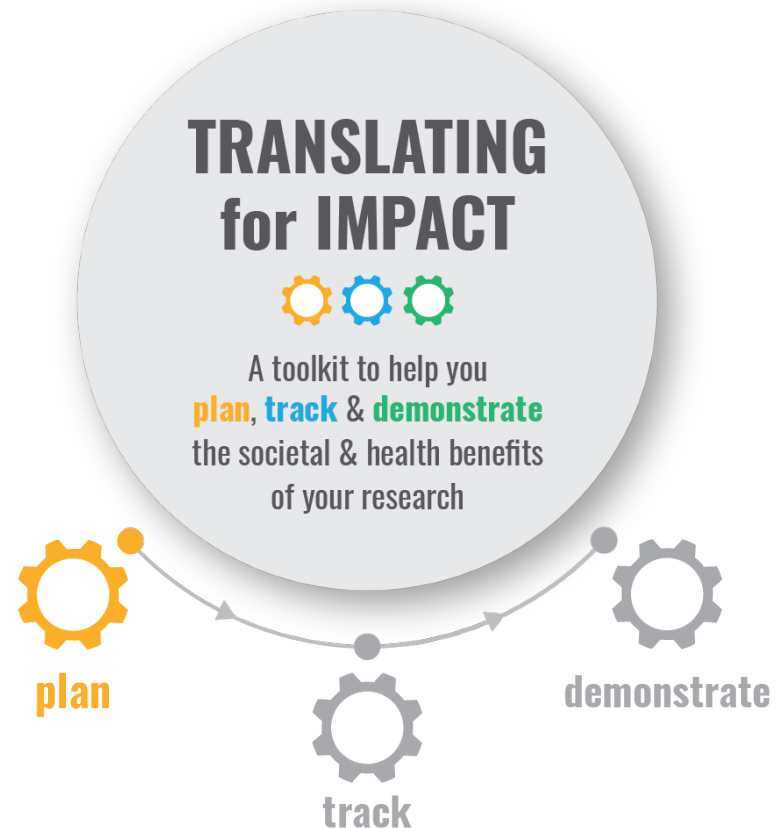 TRANSLATING
for IMPACT
A toolkit to help you
plan, track & demonstrate
the societal & health benefits
of your research
plan
track
demonstrate